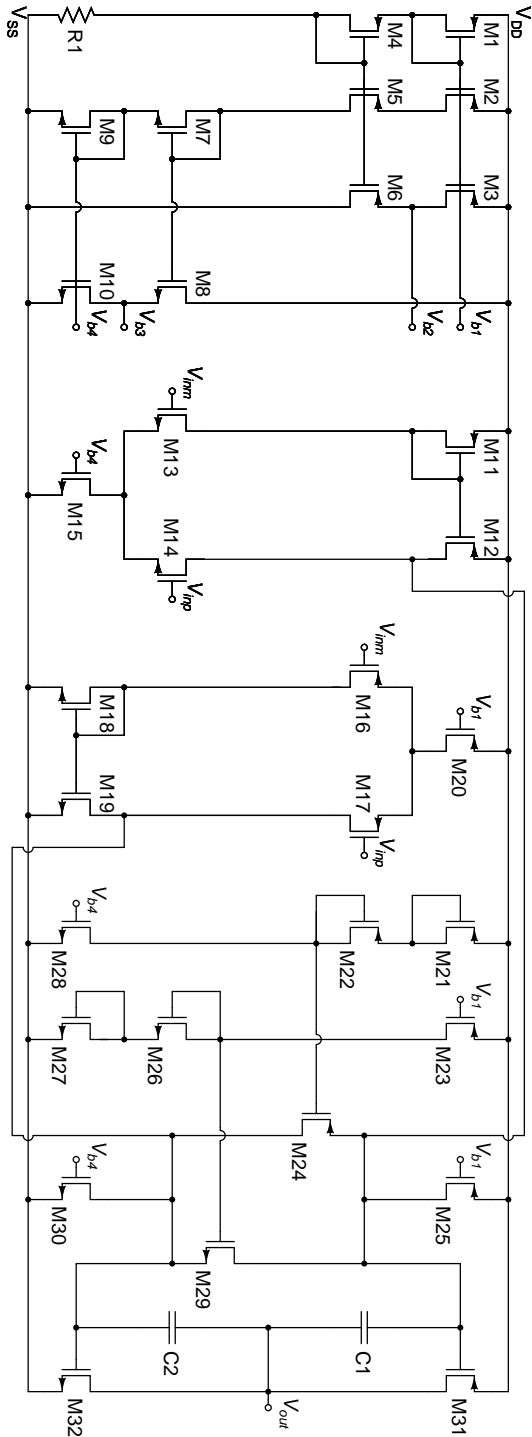 V_DD
M1
M2
M3
M4
M5
M6
V_b1
V_b2
V_b3
V_b4
M7
M8
M9
M10
R1
V_SS
M11
M12
V_inm
M13
M14
V_inp
V_b4
M15
V_b1
M20
V_inm
M16
M17
V_inp
M18
M19
M21
M22
V_b1
M23
M24
V_b1
M25
M26
M27
V_b4
M28
M29
V_b4
M30
M31
C1
V_out
C2
M32